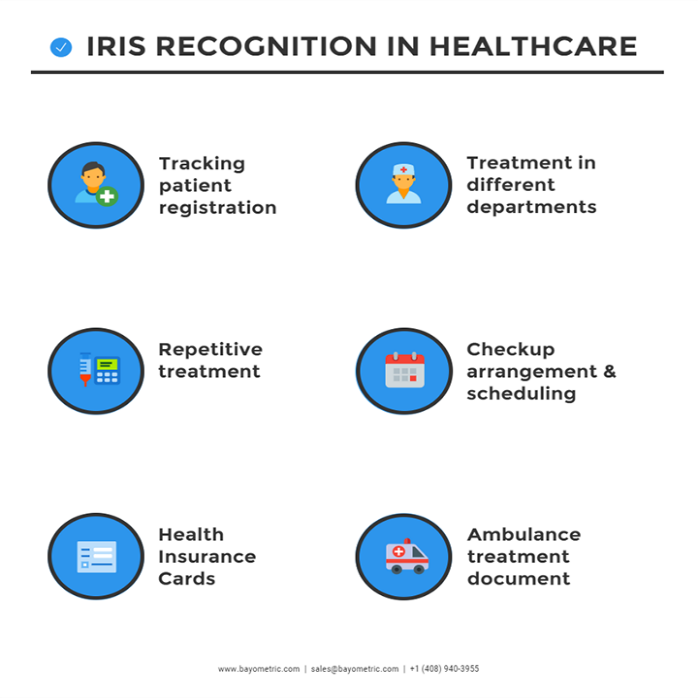 IRIS RECOGNITION IN HEALTHCARE
Tracking
patient
registration
Treatment in
different
departments
Repetitive
treatment
Checkup
arrangement &
scheduling
Health
Insurance
Cards
Ambulance
treatment
document
www.bayometric.com | sales@bayometric.com | +1 (408) 940-3955